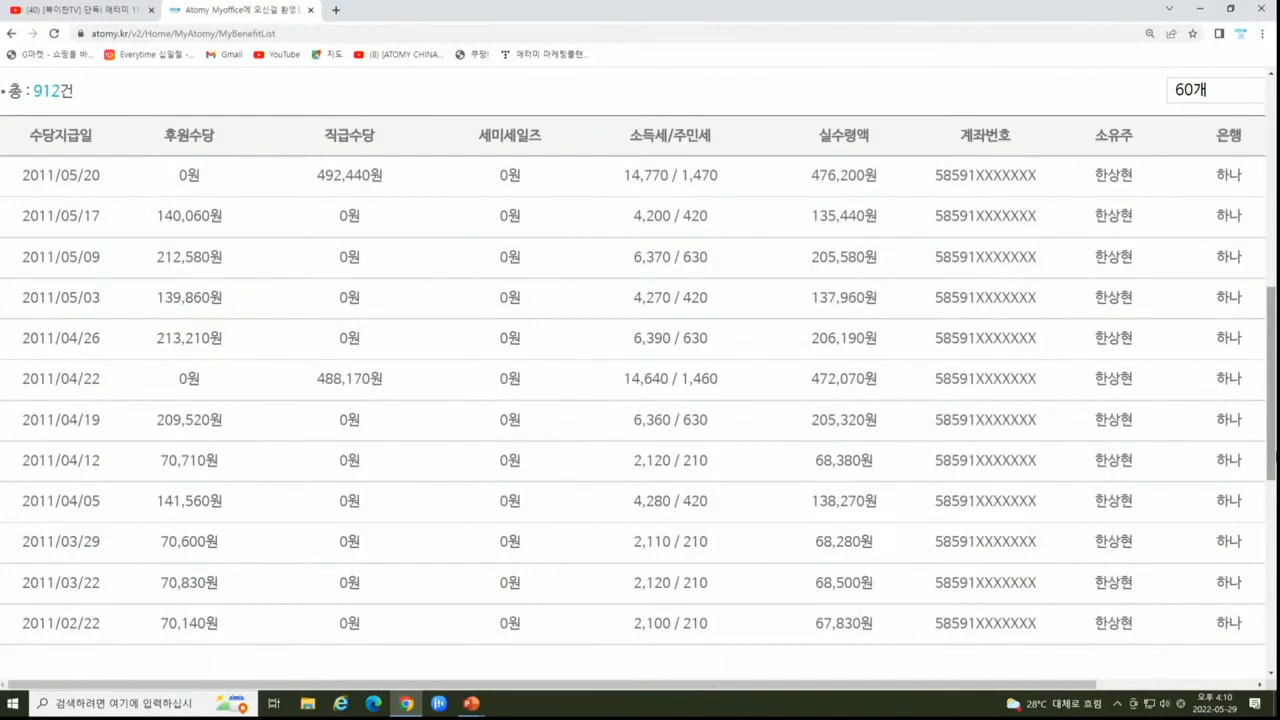 (40) [북이찬TV] 단독! 애터미 11
Atomy Myoffice에 오신걸 환영합
atomy.kr/v2/Home/MyAtomy/MyBenefitList
G마켓 - 쇼핑을 바... Everytime 십일절 -... Gmail YouTube 지도 (8) [ATOMY CHINA... 쿠팡! 애터미 마케팅플랜...
• 총 : 912건 60개
수당지급일 후원수당 직급수당 세미세일즈 소득세/주민세 실수령액 계좌번호 소유주 은행
2011/05/20 0원 492,440원 0원 14,770 / 1,470 476,200원 58591XXXXXXX 한상현 하나
2011/05/17 140,060원 0원 0원 4,200 / 420 135,440원 58591XXXXXXX 한상현 하나
2011/05/09 212,580원 0원 0원 6,370 / 630 205,580원 58591XXXXXXX 한상현 하나
2011/05/03 139,860원 0원 0원 4,270 / 420 137,960원 58591XXXXXXX 한상현 하나
2011/04/26 213,210원 0원 0원 6,390 / 630 206,190원 58591XXXXXXX 한상현 하나
2011/04/22 0원 488,170원 0원 14,640 / 1,460 472,070원 58591XXXXXXX 한상현 하나
2011/04/19 209,520원 0원 0원 6,360 / 630 205,320원 58591XXXXXXX 한상현 하나
2011/04/12 70,710원 0원 0원 2,120 / 210 68,380원 58591XXXXXXX 한상현 하나
2011/04/05 141,560원 0원 0원 4,280 / 420 138,270원 58591XXXXXXX 한상현 하나
2011/03/29 70,600원 0원 0원 2,110 / 210 68,280원 58591XXXXXXX 한상현 하나
2011/03/22 70,830원 0원 0원 2,120 / 210 68,500원 58591XXXXXXX 한상현 하나
2011/02/22 70,140원 0원 0원 2,100 / 210 67,830원 58591XXXXXXX 한상현 하나
검색하려면 여기에 입력하십시 28°C 대체로 흐림 오후 4:10
2022-05-29